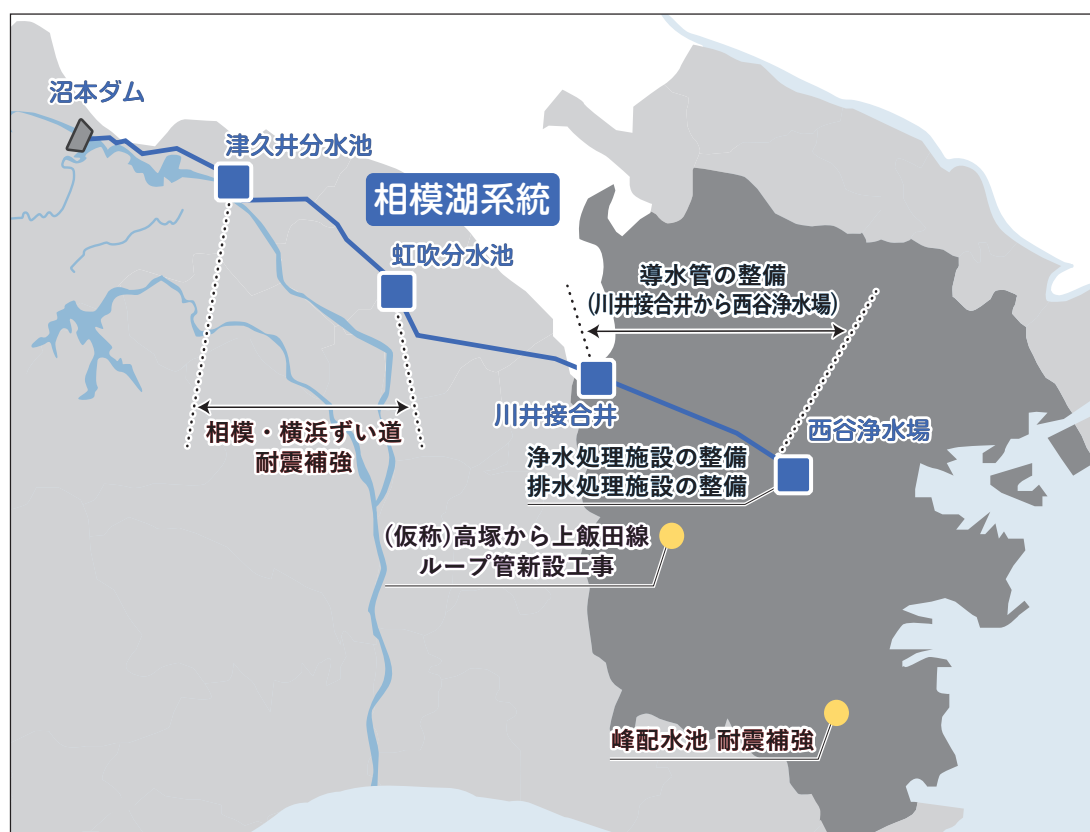 沼本ダム
津久井分水池
相模湖系統
虹吹分水池
導水管の整備
(川井接合井から西谷浄水場)
川井接合井
相模・横浜ずい道
耐震補強
西谷浄水場
浄水処理施設の整備
排水処理施設の整備
(仮称)高塚から上飯田線
ループ管新設工事
峰配水池 耐震補強